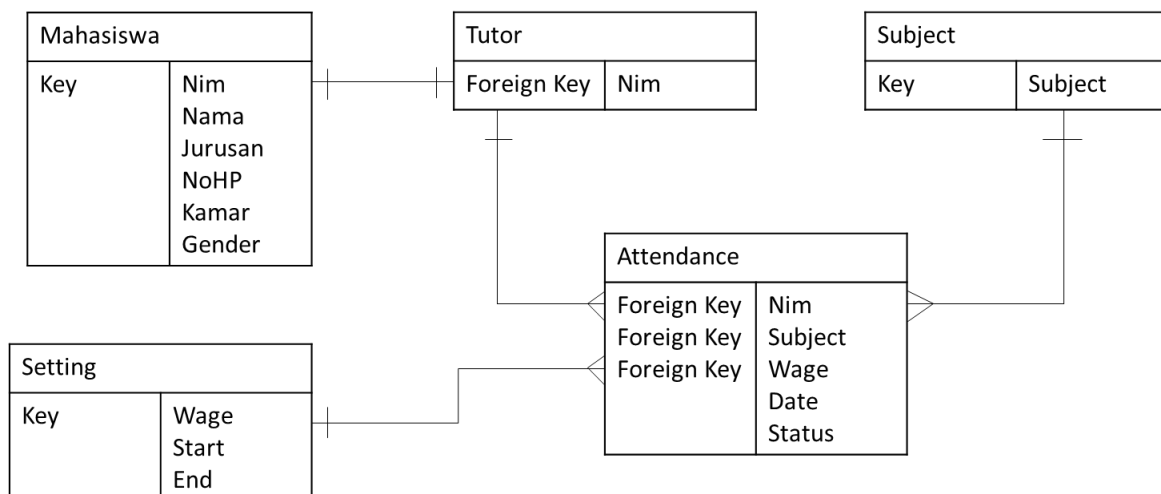 Mahasiswa
Key Nim
Nama
Jurusan
NoHP
Kamar
Gender
Tutor
Foreign Key Nim
Subject
Key Subject
Attendance
Foreign Key Nim
Foreign Key Subject
Foreign Key Wage
Date
Status
Setting
Key Wage
Start
End